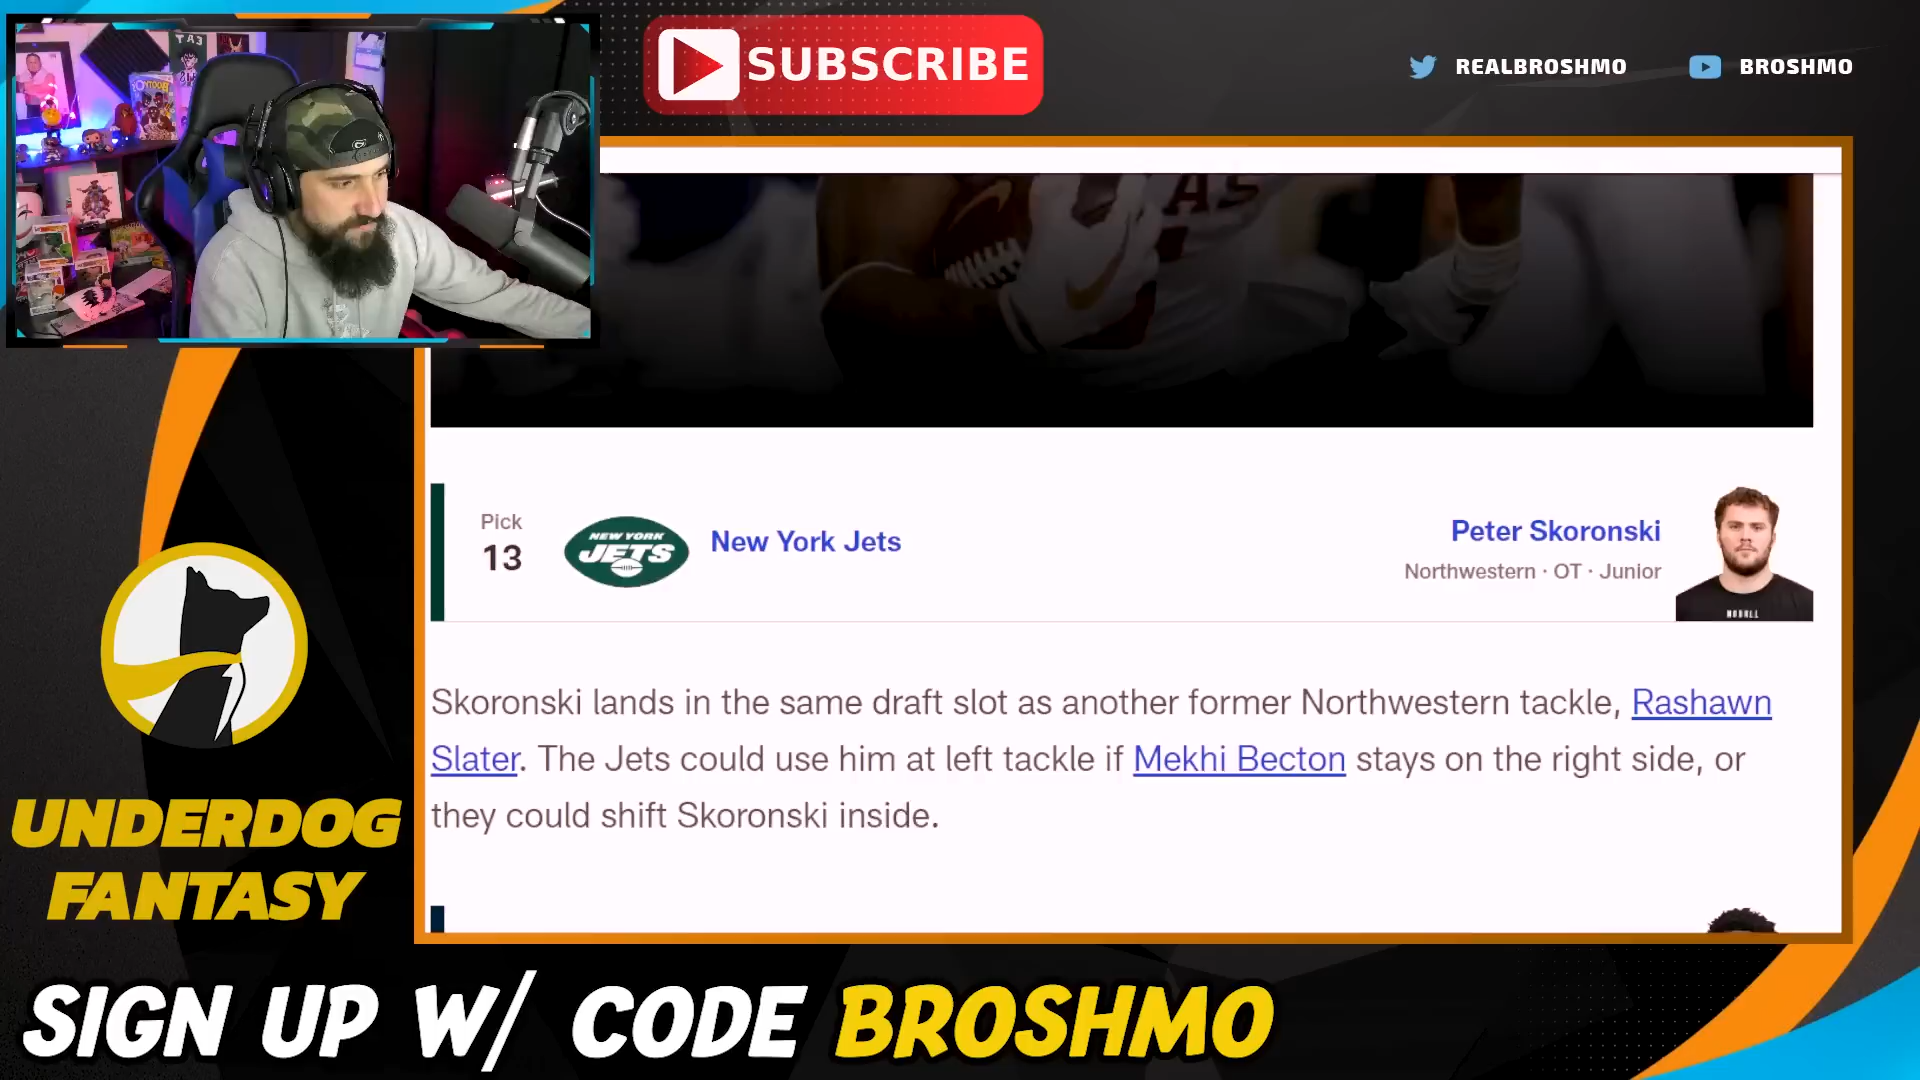 SUBSCRIBE
REALBROSHMO
BROSHMO
Pick
13
NEW YORK
JETS
New York Jets
Peter Skoronski
Northwestern · OT · Junior
Skoronski lands in the same draft slot as another former Northwestern tackle, Rashawn
Slater. The Jets could use him at left tackle if Mekhi Becton stays on the right side, or
they could shift Skoronski inside.
UNDERDOG
FANTASY
SIGN UP W/ CODE BROSHMO